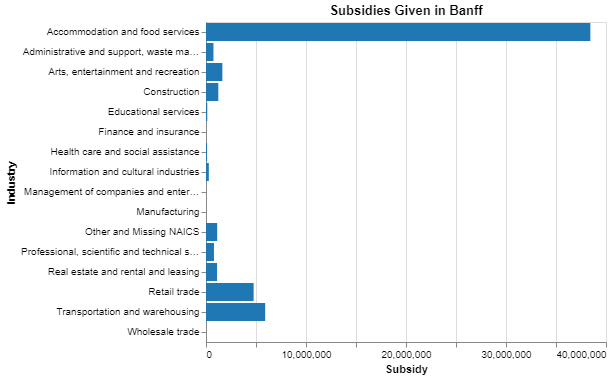 Subsidies Given in Banff
Industry
Accommodation and food services
Administrative and support, waste ma…
Arts, entertainment and recreation
Construction
Educational services
Finance and insurance
Health care and social assistance
Information and cultural industries
Management of companies and enter…
Manufacturing
Other and Missing NAICS
Professional, scientific and technical s…
Real estate and rental and leasing
Retail trade
Transportation and warehousing
Wholesale trade
0 10,000,000 20,000,000 30,000,000 40,000,000
Subsidy